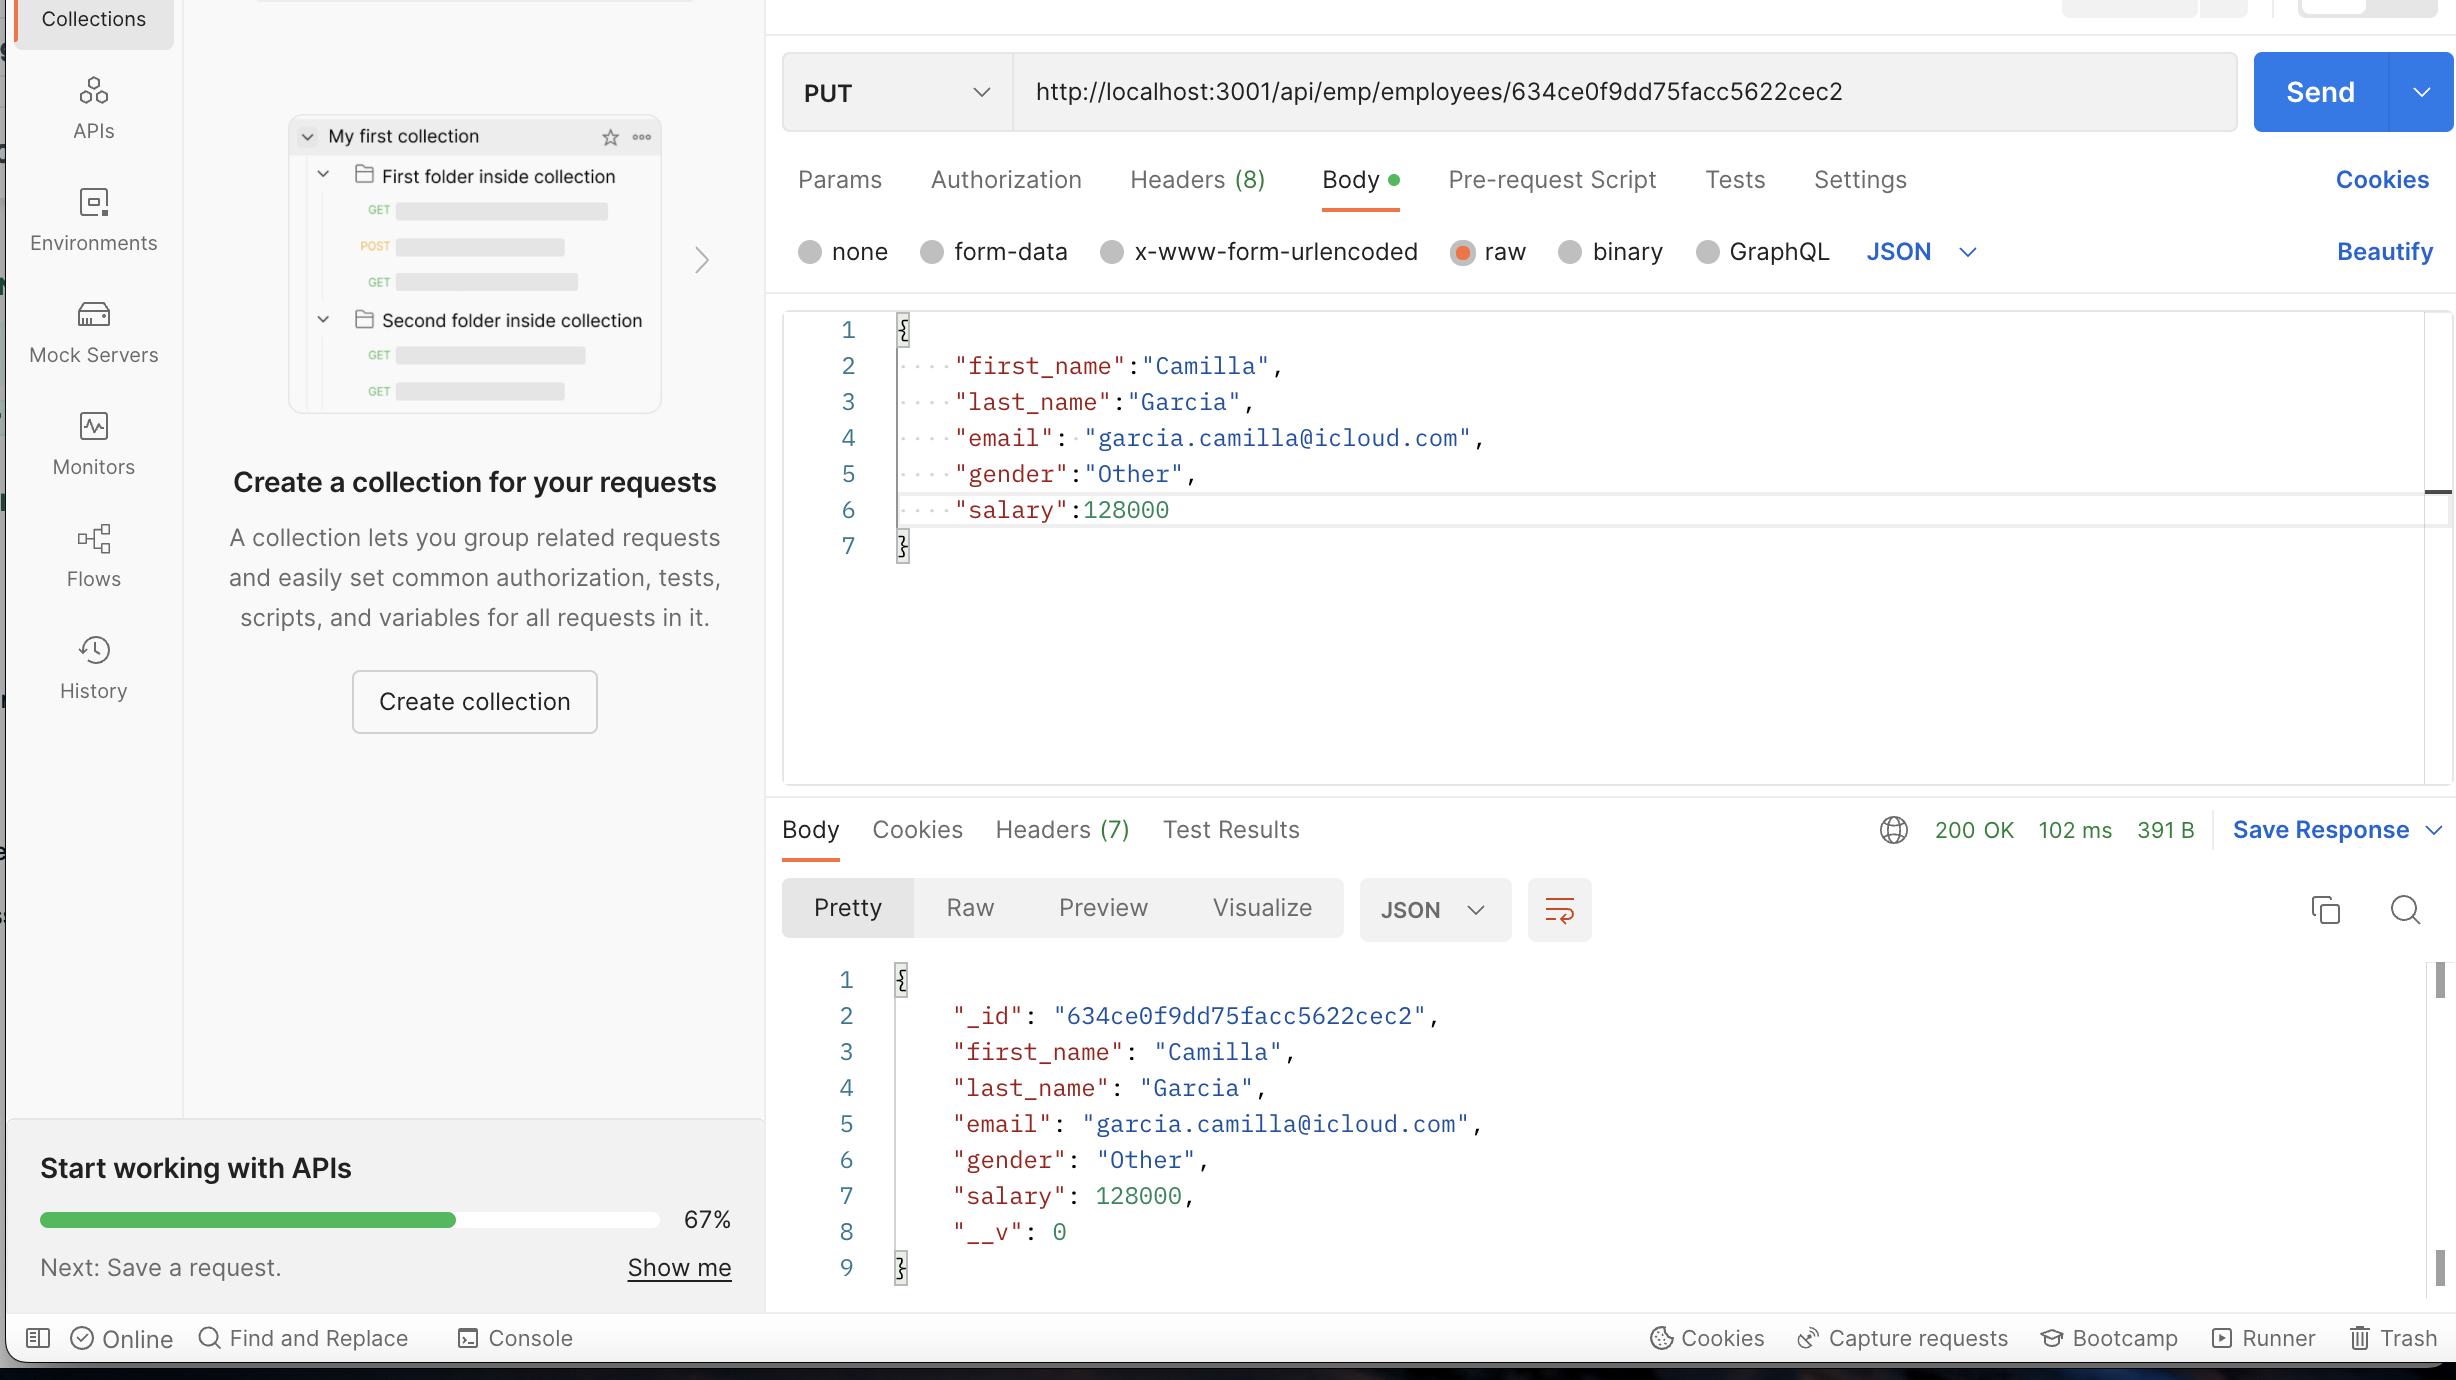 Collections
APIs
Environments
Mock Servers
Monitors
Flows
History
My first collection
First folder inside collection
GET
POST
GET
Second folder inside collection
GET
GET
Create a collection for your requests
A collection lets you group related requests
and easily set common authorization, tests,
scripts, and variables for all requests in it.
Create collection
Start working with APIs
67%
Next: Save a request. Show me
PUT http://localhost:3001/api/emp/employees/634ce0f9dd75facc5622cec2 Send
Params Authorization Headers (8) Body Pre-request Script Tests Settings Cookies
none form-data x-www-form-urlencoded raw binary GraphQL JSON Beautify
1 {
2 "first_name":"Camilla",
3 "last_name":"Garcia",
4 "email": "garcia.camilla@icloud.com",
5 "gender":"Other",
6 "salary":128000
7 }
Body Cookies Headers (7) Test Results 200 OK 102 ms 391 B Save Response
Pretty Raw Preview Visualize JSON
1 {
2 "_id": "634ce0f9dd75facc5622cec2",
3 "first_name": "Camilla",
4 "last_name": "Garcia",
5 "email": "garcia.camilla@icloud.com",
6 "gender": "Other",
7 "salary": 128000,
8 "__v": 0
9 }
Online Find and Replace Console Cookies Capture requests Bootcamp Runner Trash